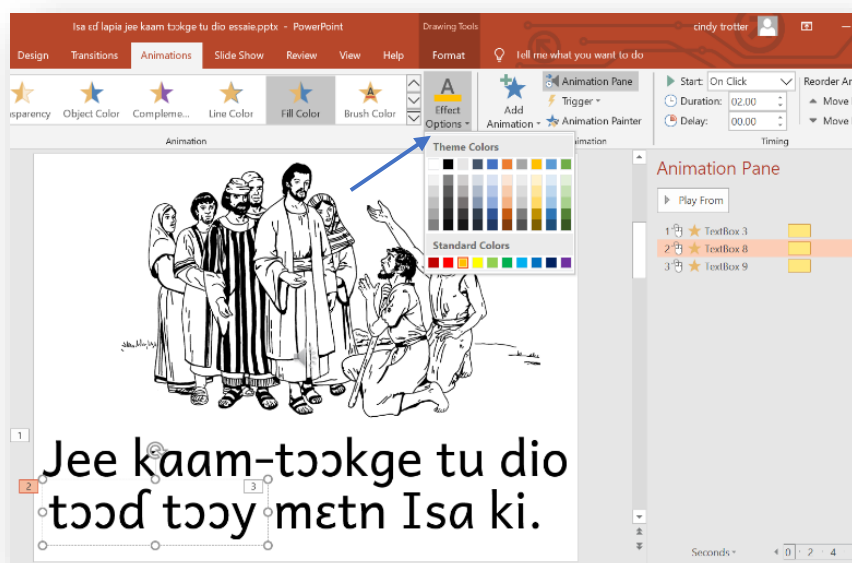 Isa ɛɗ lapia jee kaam tɔɔkge tu dio essaie.pptx - PowerPoint
Drawing Tools
cindy trotter
Design Transitions Animations Slide Show Review View Help Format Tell me what you want to do
sparency Object Color Compleme... Line Color Fill Color Brush Color
Effect Options
Add Animation
Animation Pane
Trigger
Animation Painter
Start: On Click
Duration: 02.00
Delay: 00.00
Reorder An
Move
Move
Animation
nimation
Timing
Theme Colors
Standard Colors
Animation Pane
Play From
1 TextBox 3
2 TextBox 8
3 TextBox 9
1
2
3
Jee kaam-tɔɔkge tu dio
tɔɔɗ tɔɔy mɛtn Isa ki.
Seconds 0 2 4